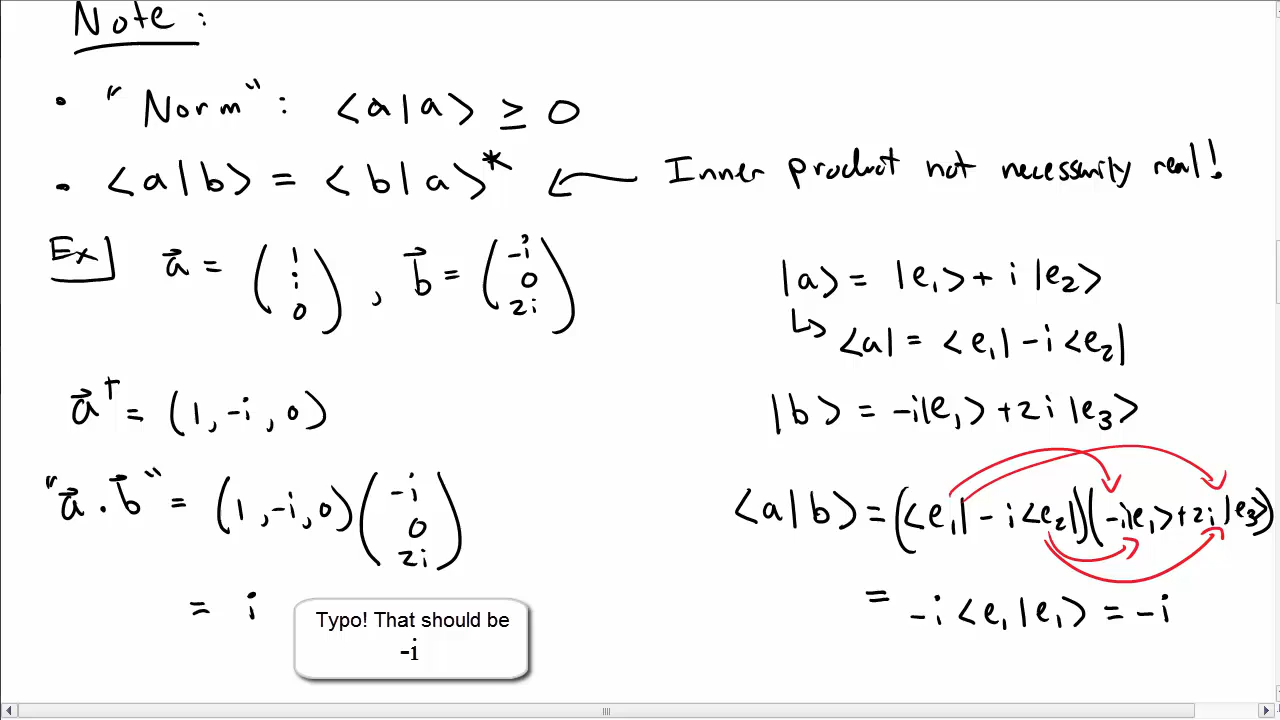 Note:
• "Norm": <a|a> ≥ 0
• <a|b> = <b|a>* ← Inner product not necessarily real!
Ex] a⃗ = (1 i 0), b⃗ = (-i 0 2i)
|a> = |e₁> + i |e₂>
↳ <a| = <e₁| - i <e₂|
a⃗† = (1, -i, 0)
|b> = -i|e₁> + 2i |e₃>
"a⃗ · b⃗" = (1, -i, 0)(-i 0 2i)
<a|b> = (<e₁| - i <e₂|)(-i|e₁> + 2i|e₃>)
= i
= -i <e₁|e₁> = -i
Typo! That should be
-i